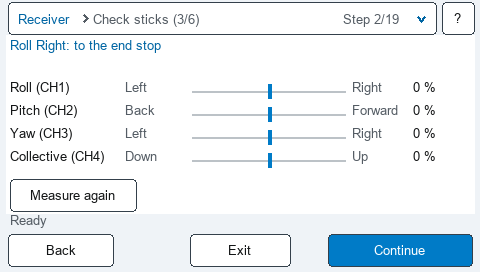 Receiver > Check sticks (3/6) Step 2/19 ?
Roll Right: to the end stop
Roll (CH1) Left Right 0 %
Pitch (CH2) Back Forward 0 %
Yaw (CH3) Left Right 0 %
Collective (CH4) Down Up 0 %
Measure again
Ready
Back Exit Continue